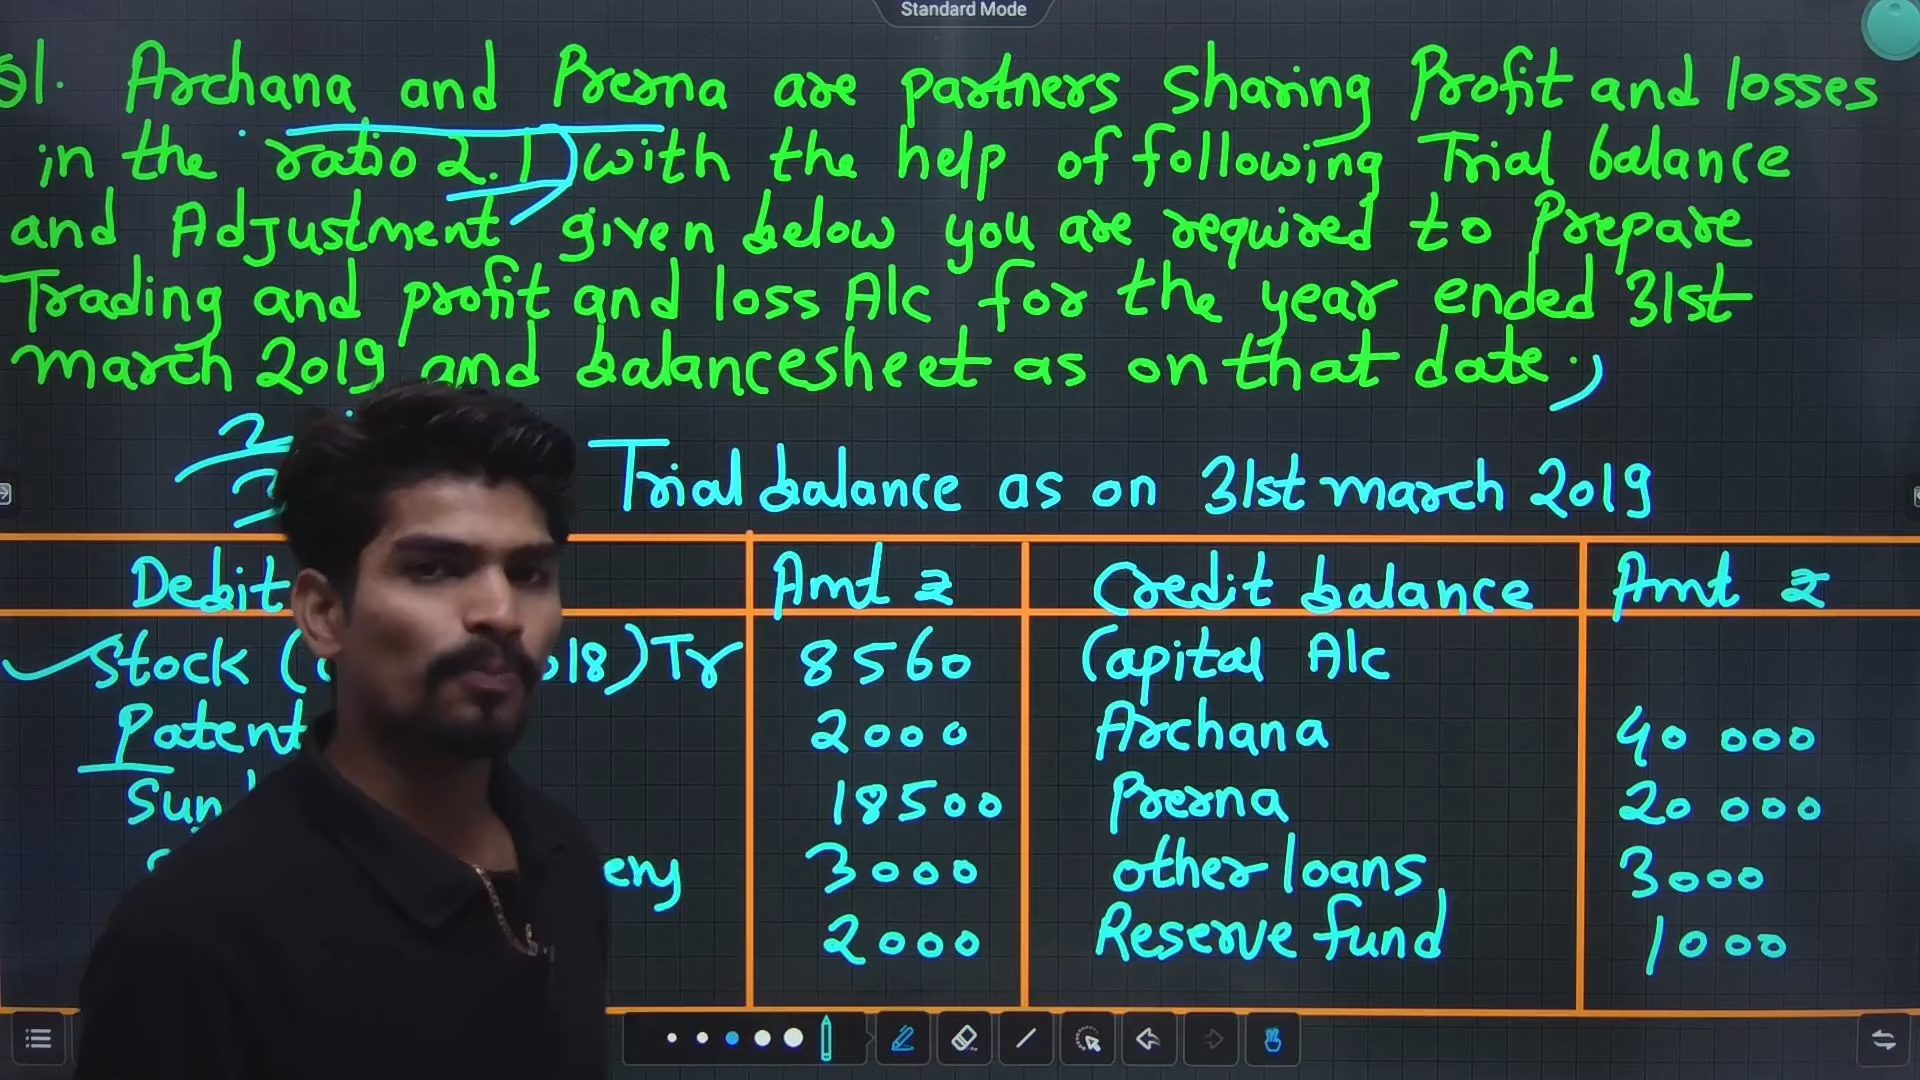 Standard Mode
Q1. Archana and Prerna are partners sharing Profit and losses
in the ratio 2.1 with the help of following Trial balance
and Adjustment given below you are required to Prepare
Trading and profit and loss A/c for the year ended 31st
march 2019 and balancesheet as on that date.
2
Trial balance as on 31st march 2019
Debit Amt ₹ Credit balance Amt ₹
Stock ( 018) Tr 8560 Capital A/c
Patent 2000 Archana 40 000
Sun 18500 Prerna 20 000
ery 3000 other loans 3000
2000 Reserve fund 1000